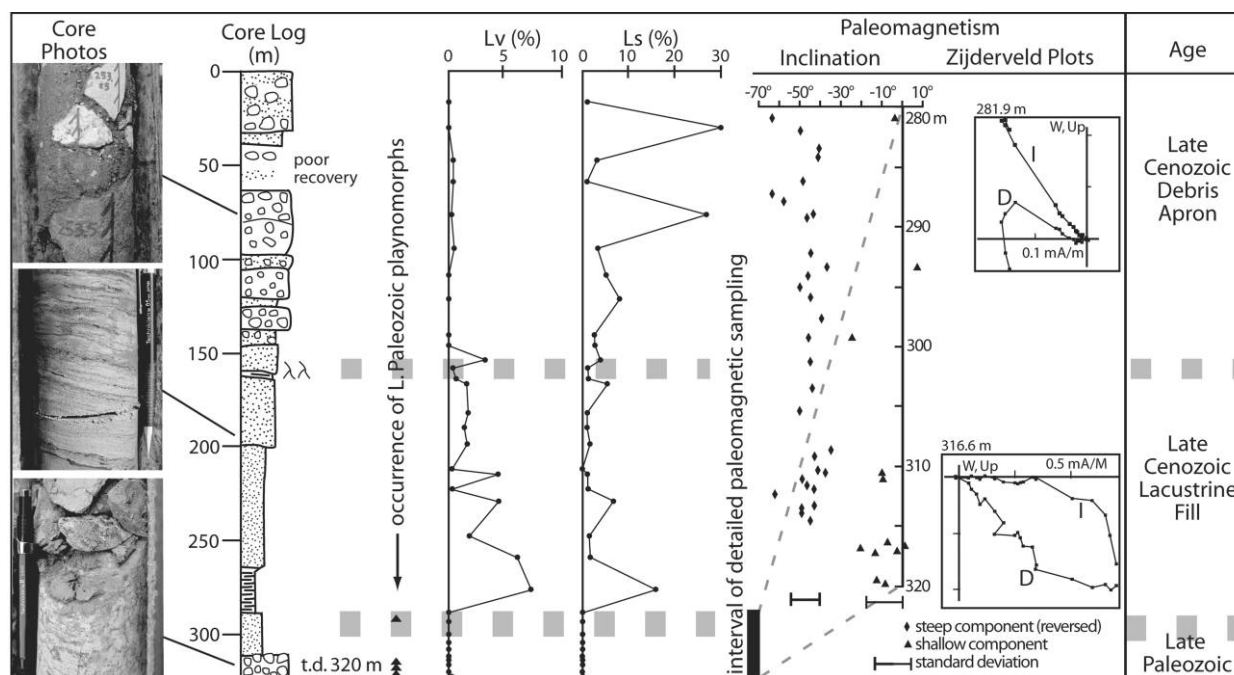 Core
Photos
Core Log
(m)
Lv (%)
Ls (%)
Paleomagnetism
Inclination
Zijderveld Plots
Age
0
5
10
0
10
20
30
-70°
-50
-30
-10
10°
0
50
100
150
200
250
300
poor
recovery
λλ
t.d. 320 m
occurrence of L.Paleozoic playnomorphs
interval of detailed paleomagnetic sampling
280 m
290
300
310
320
281.9 m
W, Up
I
D
0.1 mA/m
316.6 m
W, Up
0.5 mA/M
I
D
steep component (reversed)
shallow component
standard deviation
Late
Cenozoic
Debris
Apron
Late
Cenozoic
Lacustrine
Fill
Late
Paleozoic